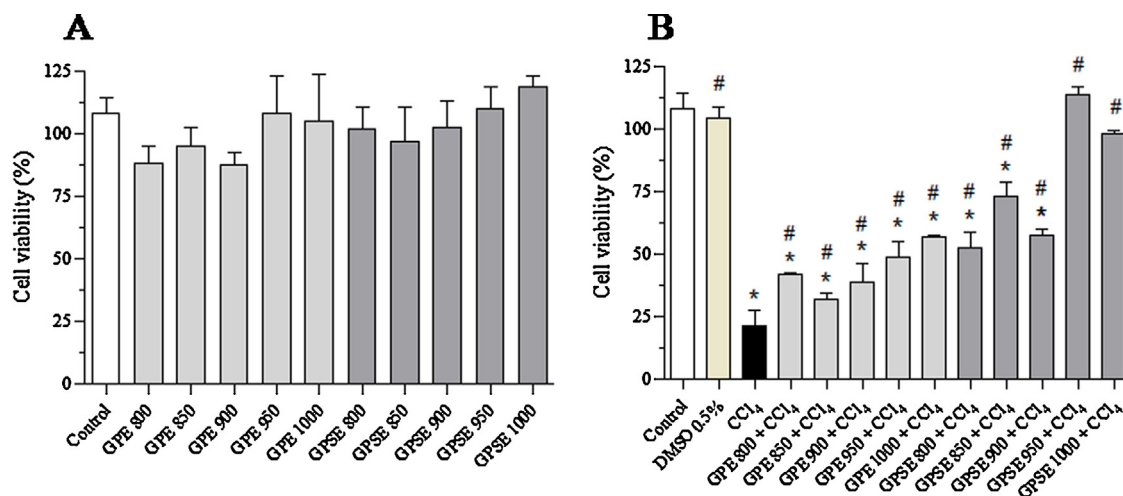 A
Cell viability (%)
125
100
75
50
25
0
Control
GPE 800
GPE 850
GPE 900
GPE 950
GPE 1000
GPSE 800
GPSE 850
GPSE 900
GPSE 950
GPSE 1000
B
Cell viability (%)
125
100
75
50
25
0
#
*
# *
# *
# *
# *
# *
# *
# *
# *
#
#
Control
DMSO 0.5%
CCl4
GPE 800 + CCl4
GPE 850 + CCl4
GPE 900 + CCl4
GPE 950 + CCl4
GPE 1000 + CCl4
GPSE 800 + CCl4
GPSE 850 + CCl4
GPSE 900 + CCl4
GPSE 950 + CCl4
GPSE 1000 + CCl4